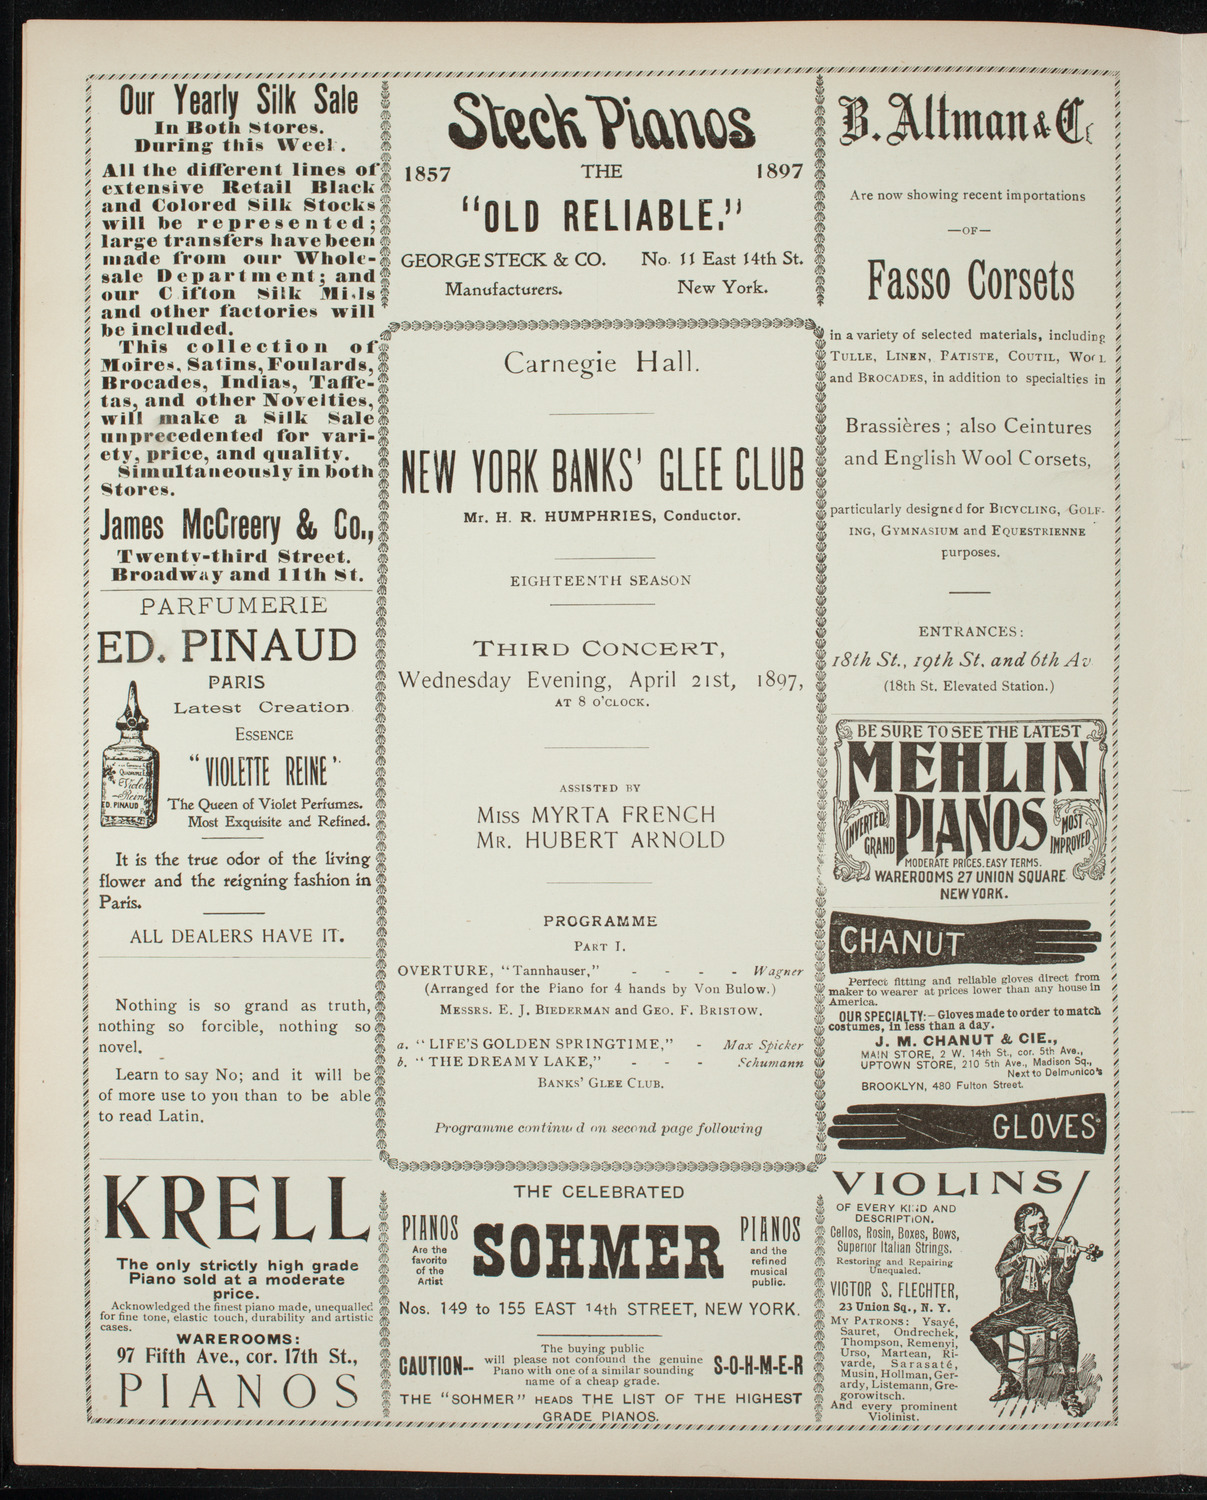 Our Yearly Silk Sale
In Both Stores.
During this Week.
All the different lines of
extensive Retail Black
and Colored Silk Stocks
will be represented;
large transfers have been
made from our Whole-
sale Department; and
our Clifton Silk Mills
and other factories will
be included.
This collection of
Moires, Satins, Foulards,
Brocades, Indias, Taffe-
tas, and other Novelties,
will make a Silk Sale
unprecedented for vari-
ety, price, and quality.
Simultaneously in both
Stores.
James McCreery & Co.,
Twenty-third Street.
Broadway and 11th St.
PARFUMERIE
ED. PINAUD
PARIS
Latest Creation
ESSENCE
"VIOLETTE REINE"
The Queen of Violet Perfumes.
Most Exquisite and Refined.
Violet
Reine
ED. PINAUD
It is the true odor of the living
flower and the reigning fashion in
Paris.
ALL DEALERS HAVE IT.
Nothing is so grand as truth,
nothing so forcible, nothing so
novel.
Learn to say No; and it will be
of more use to you than to be able
to read Latin.
KRELL
The only strictly high grade
Piano sold at a moderate
price.
Acknowledged the finest piano made, unequalled
for fine tone, elastic touch, durability and artistic
cases.
WAREROOMS:
97 Fifth Ave., cor. 17th St.,
PIANOS
Steck Pianos
1857 THE 1897
"OLD RELIABLE."
GEORGE STECK & CO. No. 11 East 14th St.
Manufacturers. New York.
Carnegie Hall.
NEW YORK BANKS' GLEE CLUB
Mr. H. R. HUMPHRIES, Conductor.
EIGHTEENTH SEASON
THIRD CONCERT,
Wednesday Evening, April 21st, 1897,
AT 8 O'CLOCK.
ASSISTED BY
MISS MYRTA FRENCH
MR. HUBERT ARNOLD
PROGRAMME
PART I.
OVERTURE, "Tannhauser," - - - - Wagner
(Arranged for the Piano for 4 hands by Von Bulow.)
MESSRS. E. J. BIEDERMAN and GEO. F. BRISTOW.
a. "LIFE'S GOLDEN SPRINGTIME," - Max Spicker
b. "THE DREAMY LAKE," - - - Schumann
BANKS' GLEE CLUB.
Programme continued on second page following
THE CELEBRATED
PIANOS SOHMER PIANOS
Are the
favorite
of the
Artist
and the
refined
musical
public.
Nos. 149 to 155 EAST 14th STREET, NEW YORK.
CAUTION-- The buying public
will please not confound the genuine
Piano with one of a similar sounding
name of a cheap grade.
S-O-H-M-E-R
THE "SOHMER" HEADS THE LIST OF THE HIGHEST
GRADE PIANOS.
B. Altman & Co.
Are now showing recent importations
—OF—
Fasso Corsets
in a variety of selected materials, including
TULLE, LINEN, PATISTE, COUTIL, WOOL
and BROCADES, in addition to specialties in
Brassières; also Ceintures
and English Wool Corsets,
particularly designed for BICYCLING, GOLF-
ING, GYMNASIUM and EQUESTRIENNE
purposes.
ENTRANCES:
18th St., 19th St. and 6th Av
(18th St. Elevated Station.)
BE SURE TO SEE THE LATEST
MEHLIN
PIANOS
INVERTED
GRAND
MOST
IMPROVED
MODERATE PRICES. EASY TERMS.
WAREROOMS 27 UNION SQUARE
NEW YORK.
CHANUT
Perfect fitting and reliable gloves direct from
maker to wearer at prices lower than any house in
America.
OUR SPECIALTY:—Gloves made to order to match
costumes, in less than a day.
J. M. CHANUT & CIE.,
MAIN STORE, 2 W. 14th St., cor. 5th Ave.,
UPTOWN STORE, 210 5th Ave., Madison Sq.,
Next to Delmonico's
BROOKLYN, 480 Fulton Street.
GLOVES
VIOLINS
OF EVERY KIND AND
DESCRIPTION.
Cellos, Rosin, Boxes, Bows,
Superior Italian Strings.
Restoring and Repairing
Unequaled.
VICTOR S. FLECHTER,
23 Union Sq., N. Y.
MY PATRONS: Ysayé,
Sauret, Ondrechek,
Thompson, Remenyi,
Urso, Martean, Ri-
varde, Sarasaté,
Musin, Hollman, Ger-
ardy, Listemann, Gre-
gorowitsch.
And every prominent
Violinist.